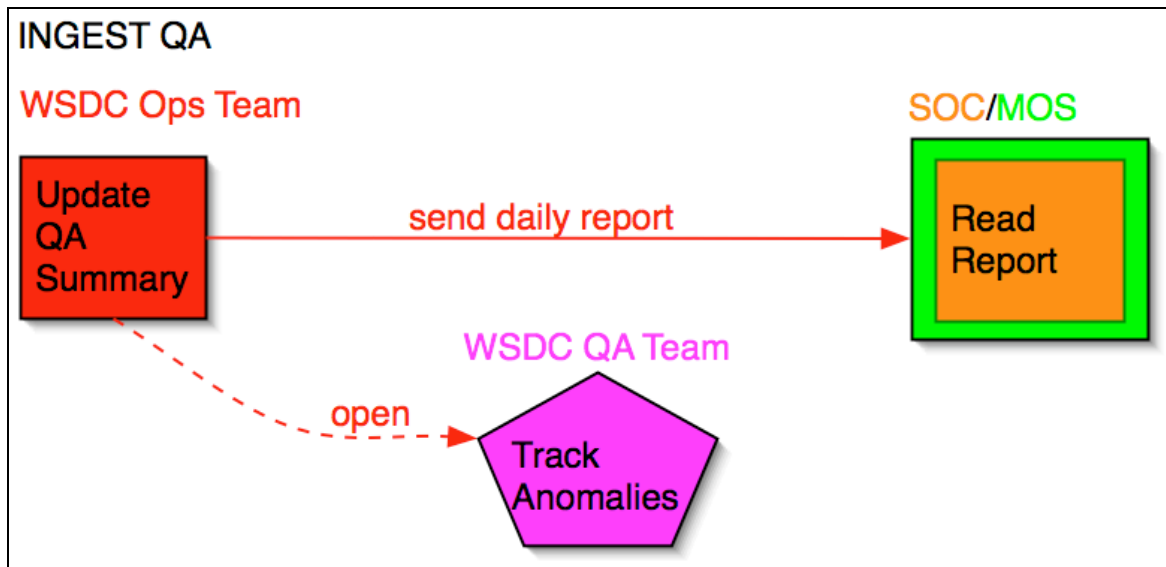 INGEST QA
WSDC Ops Team
SOC/MOS
Update
QA
Summary
send daily report
Read
Report
WSDC QA Team
open
Track
Anomalies